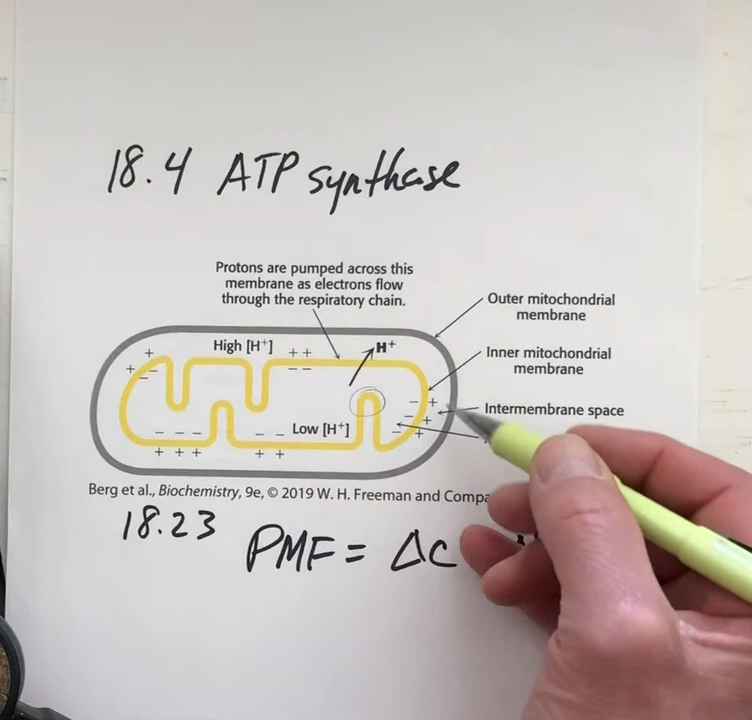 18.4 ATP synthase
Protons are pumped across this
membrane as electrons flow
through the respiratory chain.
Outer mitochondrial
membrane
High [H⁺]
+ +
H⁺
Inner mitochondrial
membrane
Intermembrane space
Low [H⁺]
Berg et al., Biochemistry, 9e, © 2019 W. H. Freeman and
18.23
PMF = ΔC